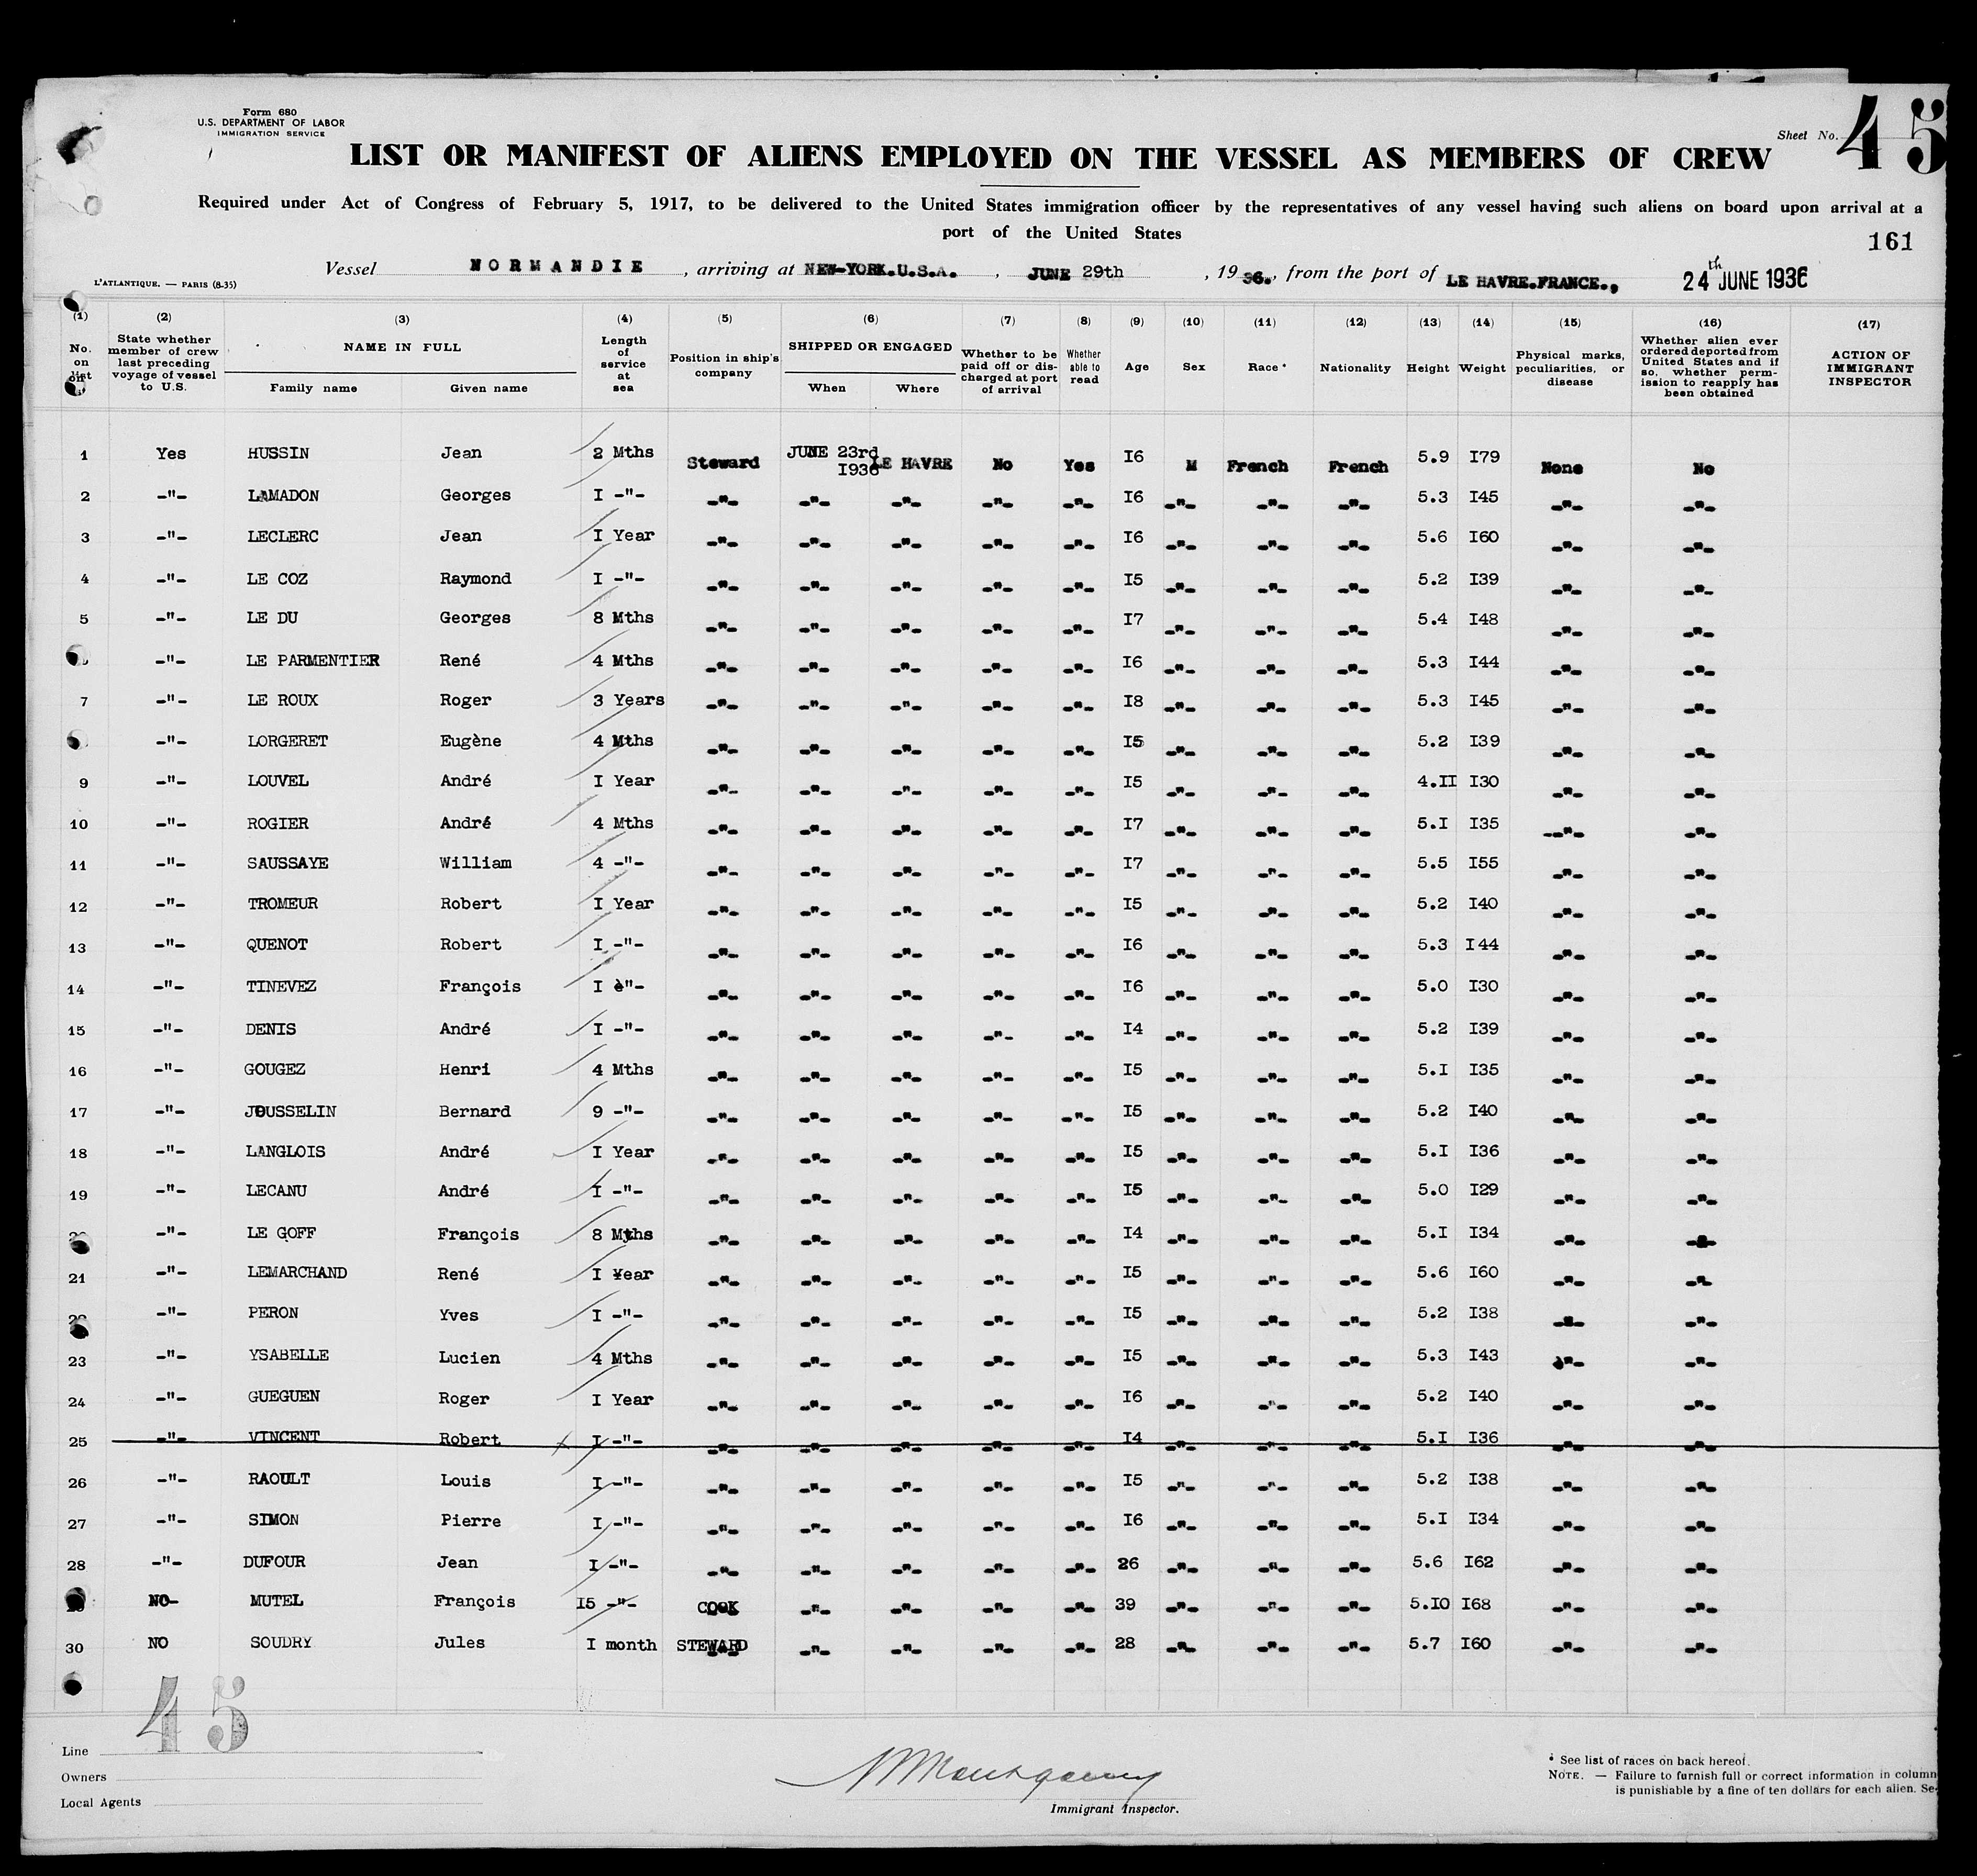 Form 680
U.S. DEPARTMENT OF LABOR
IMMIGRATION SERVICE
Sheet No. 45
LIST OR MANIFEST OF ALIENS EMPLOYED ON THE VESSEL AS MEMBERS OF CREW
Required under Act of Congress of February 5, 1917, to be delivered to the United States immigration officer by the representatives of any vessel having such aliens on board upon arrival at a
port of the United States
161
Vessel NORMANDIE, arriving at NEW-YORK.U.S.A., JUNE 29th, 1936., from the port of LE HAVRE.FRANCE., 24th JUNE 1936
L'ATLANTIQUE. — PARIS (8-35)
(1) No. on list
(2) State whether member of crew last preceding voyage of vessel to U.S.
(3) NAME IN FULL Family name Given name
(4) Length of service at sea
(5) Position in ship's company
(6) SHIPPED OR ENGAGED When Where
(7) Whether to be paid off or discharged at port of arrival
(8) Whether able to read
(9) Age
(10) Sex
(11) Race *
(12) Nationality
(13) Height
(14) Weight
(15) Physical marks, peculiarities, or disease
(16) Whether alien ever ordered deported from United States and if so, whether permission to reapply has been obtained
(17) ACTION OF IMMIGRANT INSPECTOR
1 Yes HUSSIN Jean 2 Mths Steward JUNE 23rd I936 LE HAVRE No Yes I6 M French French 5.9 I79 None No
2 -"- LAMADON Georges I -"- -"- -"- -"- -"- -"- I6 -"- -"- -"- 5.3 I45 -"- -"-
3 -"- LECLERC Jean I Year -"- -"- -"- -"- -"- I6 -"- -"- -"- 5.6 I60 -"- -"-
4 -"- LE COZ Raymond I -"- -"- -"- -"- -"- -"- I5 -"- -"- -"- 5.2 I39 -"- -"-
5 -"- LE DU Georges 8 Mths -"- -"- -"- -"- -"- I7 -"- -"- -"- 5.4 I48 -"- -"-
-"- LE PARMENTIER René 4 Mths -"- -"- -"- -"- -"- I6 -"- -"- -"- 5.3 I44 -"- -"-
7 -"- LE ROUX Roger 3 Years -"- -"- -"- -"- -"- I8 -"- -"- -"- 5.3 I45 -"- -"-
-"- LORGERET Eugène 4 Mths -"- -"- -"- -"- -"- I5 -"- -"- -"- 5.2 I39 -"- -"-
9 -"- LOUVEL André I Year -"- -"- -"- -"- -"- I5 -"- -"- -"- 4.II I30 -"- -"-
10 -"- ROGIER André 4 Mths -"- -"- -"- -"- -"- I7 -"- -"- -"- 5.I I35 -"- -"-
11 -"- SAUSSAYE William 4 -"- -"- -"- -"- -"- -"- I7 -"- -"- -"- 5.5 I55 -"- -"-
12 -"- TROMEUR Robert I Year -"- -"- -"- -"- -"- I5 -"- -"- -"- 5.2 I40 -"- -"-
13 -"- QUENOT Robert I -"- -"- -"- -"- -"- -"- I6 -"- -"- -"- 5.3 I44 -"- -"-
14 -"- TINEVEZ François I è"- -"- -"- -"- -"- -"- I6 -"- -"- -"- 5.0 I30 -"- -"-
15 -"- DENIS André I -"- -"- -"- -"- -"- -"- I4 -"- -"- -"- 5.2 I39 -"- -"-
16 -"- GOUGEZ Henri 4 Mths -"- -"- -"- -"- -"- I5 -"- -"- -"- 5.I I35 -"- -"-
17 -"- JOUSSELIN Bernard 9 -"- -"- -"- -"- -"- -"- I5 -"- -"- -"- 5.2 I40 -"- -"-
18 -"- LANGLOIS André I Year -"- -"- -"- -"- -"- I5 -"- -"- -"- 5.I I36 -"- -"-
19 -"- LECANU André I -"- -"- -"- -"- -"- -"- I5 -"- -"- -"- 5.0 I29 -"- -"-
-"- LE GOFF François 8 Mths -"- -"- -"- -"- -"- I4 -"- -"- -"- 5.I I34 -"- -"-
21 -"- LEMARCHAND René I Year -"- -"- -"- -"- -"- I5 -"- -"- -"- 5.6 I60 -"- -"-
-"- PERON Yves I -"- -"- -"- -"- -"- -"- I5 -"- -"- -"- 5.2 I38 -"- -"-
23 -"- YSABELLE Lucien 4 Mths -"- -"- -"- -"- -"- I5 -"- -"- -"- 5.3 I43 -"- -"-
24 -"- GUEGUEN Roger I Year -"- -"- -"- -"- -"- I6 -"- -"- -"- 5.2 I40 -"- -"-
25 -"- VINCENT Robert I -"- -"- -"- -"- -"- -"- I4 -"- -"- -"- 5.I I36 -"- -"-
26 -"- RAOULT Louis I -"- -"- -"- -"- -"- -"- I5 -"- -"- -"- 5.2 I38 -"- -"-
27 -"- SIMON Pierre I -"- -"- -"- -"- -"- -"- I6 -"- -"- -"- 5.I I34 -"- -"-
28 -"- DUFOUR Jean I -"- -"- -"- -"- -"- -"- 26 -"- -"- -"- 5.6 I62 -"- -"-
NO- MUTEL François I5 -"- COOK -"- -"- -"- -"- 39 -"- -"- -"- 5.I0 I68 -"- -"-
30 NO SOUDRY Jules I month STEWARD -"- -"- -"- -"- 28 -"- -"- -"- 5.7 I60 -"- -"-
45
Line
Owners
Local Agents
Immigrant Inspector.
* See list of races on back hereof.
NOTE. — Failure to furnish full or correct information in column
is punishable by a fine of ten dollars for each alien. Se